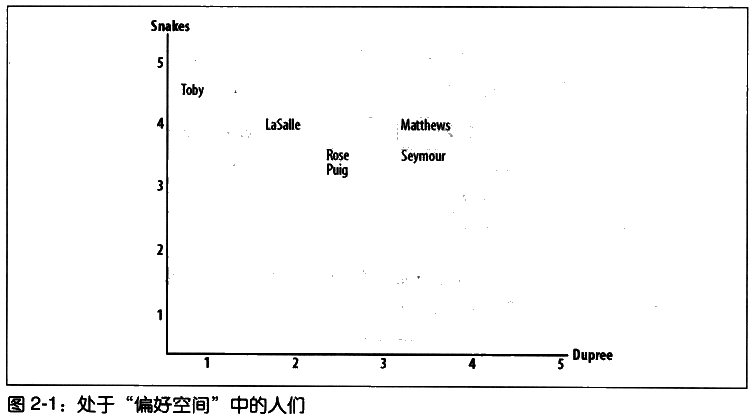 Snakes
5
Toby
4
LaSalle
Matthews
Rose
Seymour
Puig
3
2
1
Dupree
1
2
3
4
5
图 2-1：处于“偏好空间”中的人们